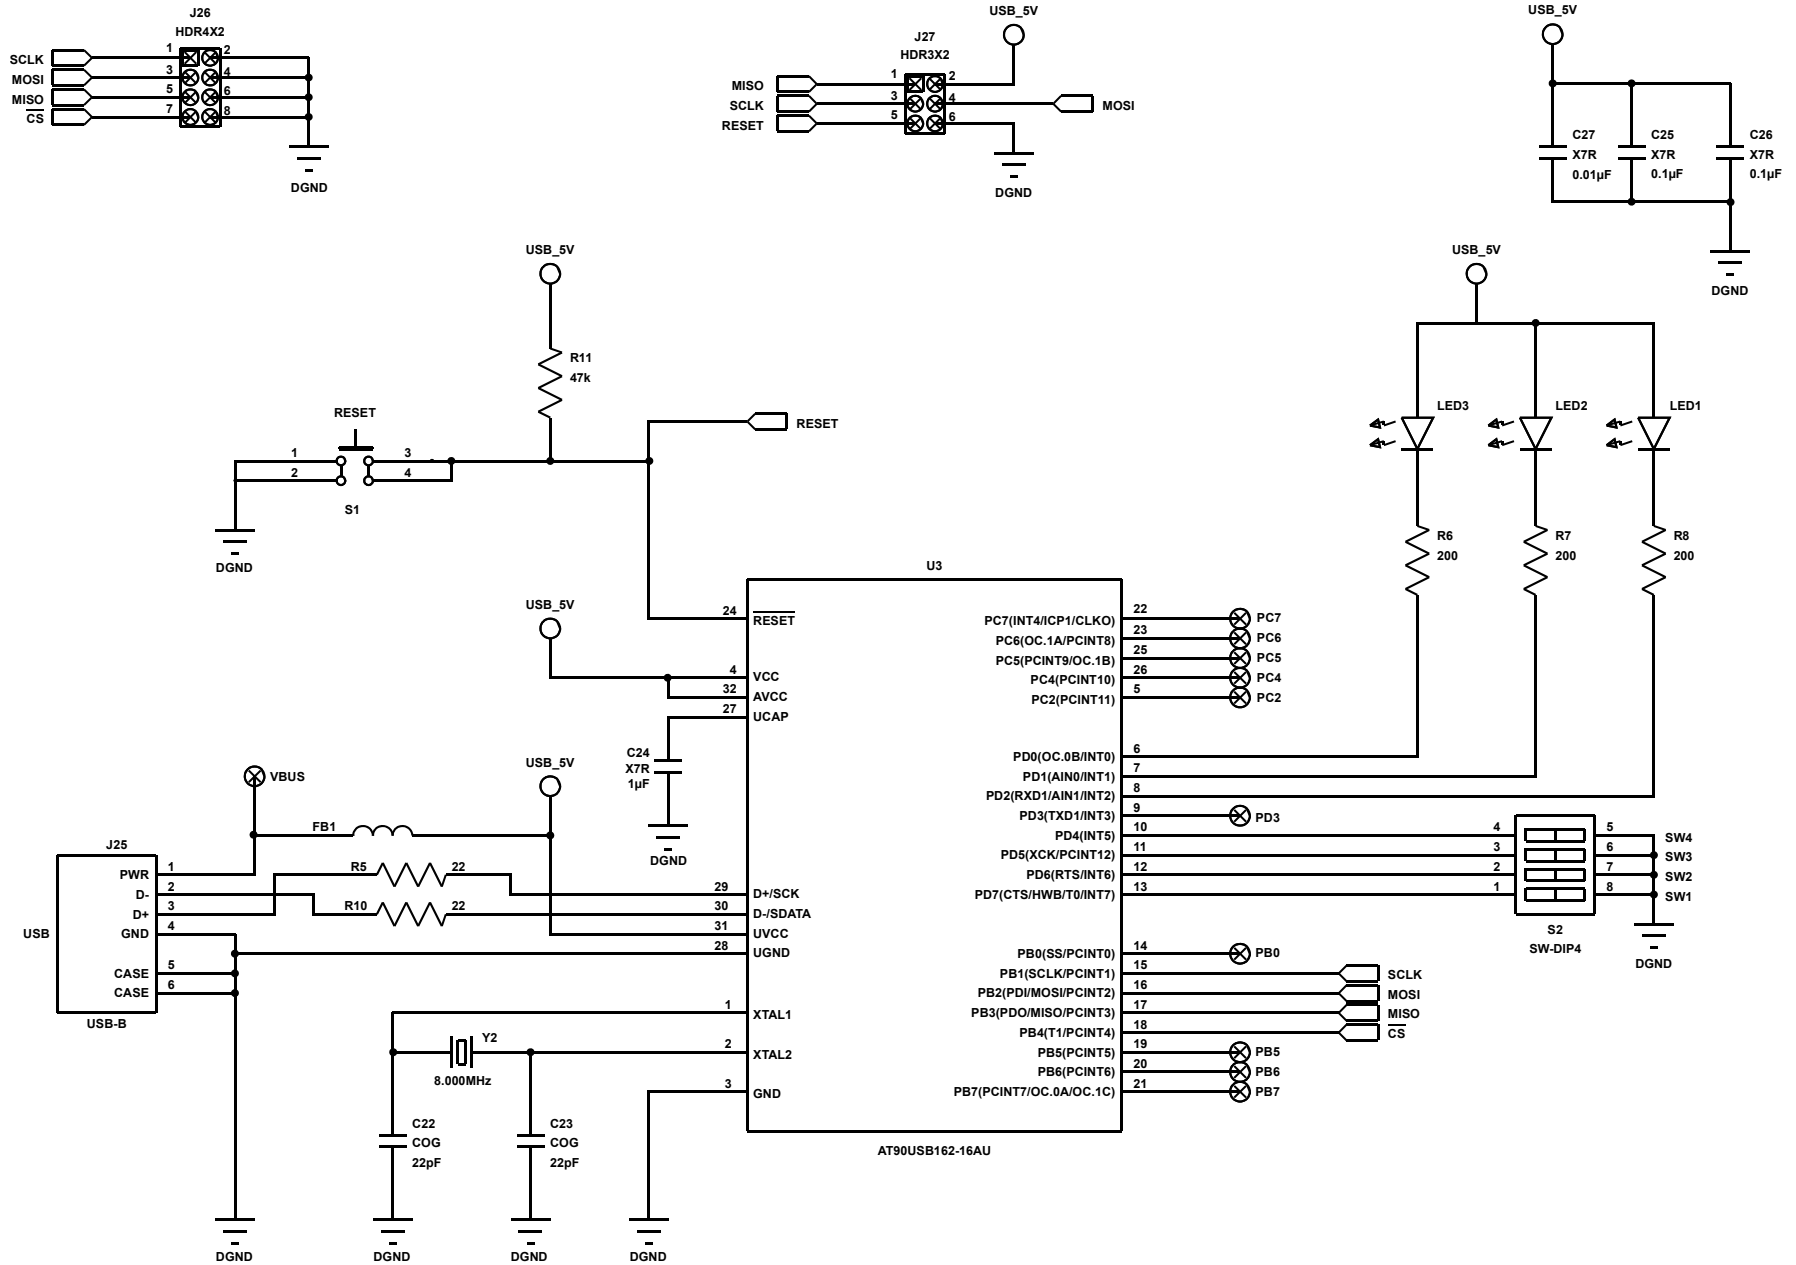 J26
HDR4X2
SCLK 1 2
MOSI 3 4
MISO 5 6
CS 7 8
DGND
USB_5V
J27
HDR3X2
MISO 1 2
SCLK 3 4 MOSI
RESET 5 6
DGND
USB_5V
C27
X7R
0.01µF
C25
X7R
0.1µF
C26
X7R
0.1µF
DGND
USB_5V
R11
47k
RESET
1 3
2 4
S1
DGND
RESET
USB_5V
LED3
LED2
LED1
R6
200
R7
200
R8
200
U3
24 RESET
USB_5V
4 VCC
32 AVCC
27 UCAP
C24
X7R
1µF
DGND
VBUS
USB_5V
FB1
J25
R5 22
R10 22
USB
PWR 1
D- 2
D+ 3
GND 4
CASE 5
CASE 6
USB-B
29 D+/SCK
30 D-/SDATA
31 UVCC
28 UGND
1 XTAL1
Y2
8.000MHz
2 XTAL2
3 GND
C22
COG
22pF
C23
COG
22pF
DGND
DGND
DGND
DGND
PC7(INT4/ICP1/CLKO) 22 PC7
PC6(OC.1A/PCINT8) 23 PC6
PC5(PCINT9/OC.1B) 25 PC5
PC4(PCINT10) 26 PC4
PC2(PCINT11) 5 PC2
PD0(OC.0B/INT0) 6
PD1(AIN0/INT1) 7
PD2(RXD1/AIN1/INT2) 8
PD3(TXD1/INT3) 9 PD3
PD4(INT5) 10 4 5 SW4
PD5(XCK/PCINT12) 11 3 6 SW3
PD6(RTS/INT6) 12 2 7 SW2
PD7(CTS/HWB/T0/INT7) 13 1 8 SW1
S2
SW-DIP4
DGND
PB0(SS/PCINT0) 14 PB0
PB1(SCLK/PCINT1) 15 SCLK
PB2(PDI/MOSI/PCINT2) 16 MOSI
PB3(PDO/MISO/PCINT3) 17 MISO
PB4(T1/PCINT4) 18 CS
PB5(PCINT5) 19 PB5
PB6(PCINT6) 20 PB6
PB7(PCINT7/OC.0A/OC.1C) 21 PB7
AT90USB162-16AU